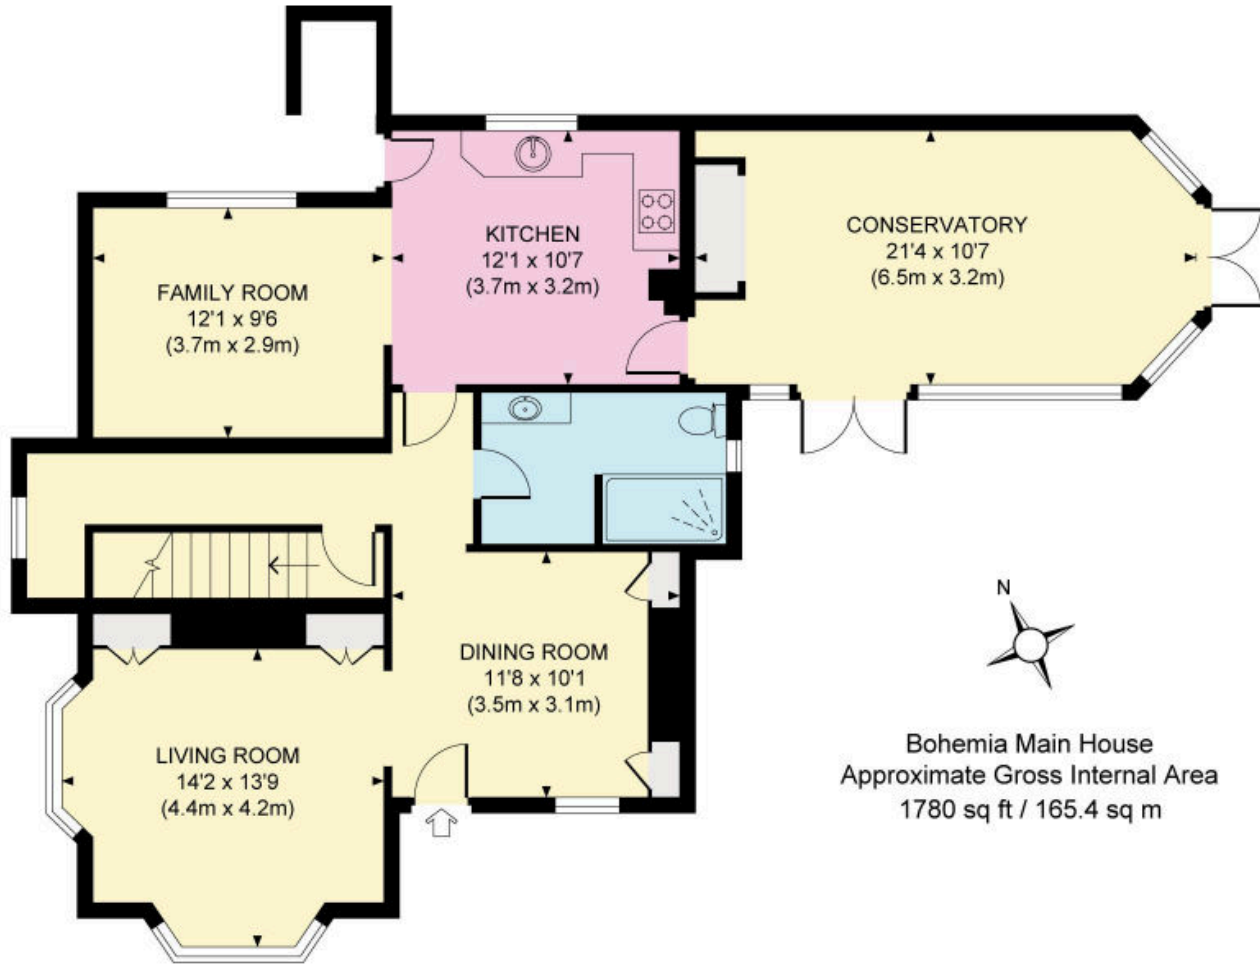 KITCHEN
12'1 x 10'7
(3.7m x 3.2m)
CONSERVATORY
21'4 x 10'7
(6.5m x 3.2m)
FAMILY ROOM
12'1 x 9'6
(3.7m x 2.9m)
DINING ROOM
11'8 x 10'1
(3.5m x 3.1m)
LIVING ROOM
14'2 x 13'9
(4.4m x 4.2m)
N
Bohemia Main House
Approximate Gross Internal Area
1780 sq ft / 165.4 sq m